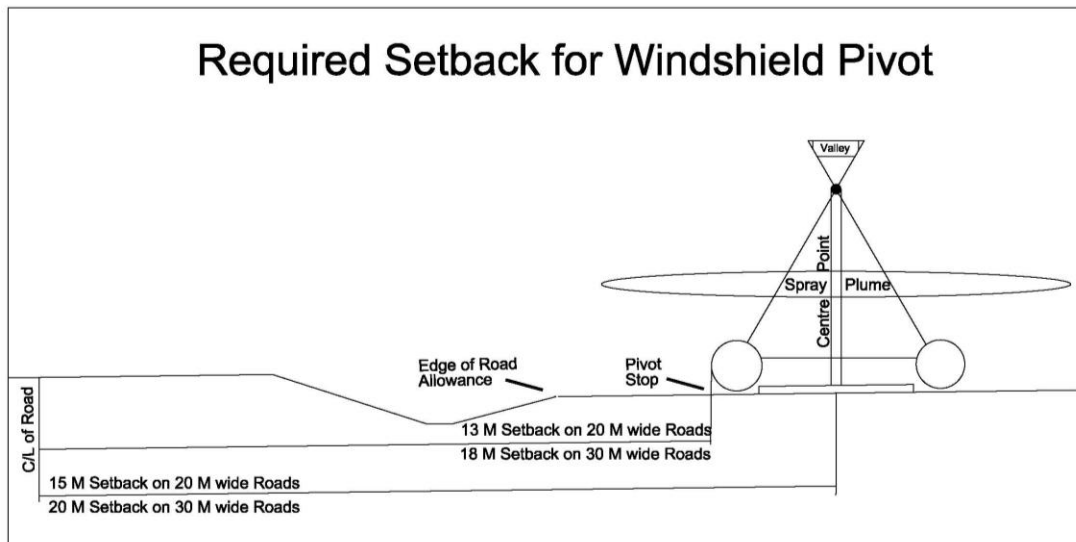 Required Setback for Windshield Pivot
Valley
Centre Point
Spray Plume
Edge of Road
Allowance
Pivot
Stop
C/L of Road
13 M Setback on 20 M wide Roads
18 M Setback on 30 M wide Roads
15 M Setback on 20 M wide Roads
20 M Setback on 30 M wide Roads